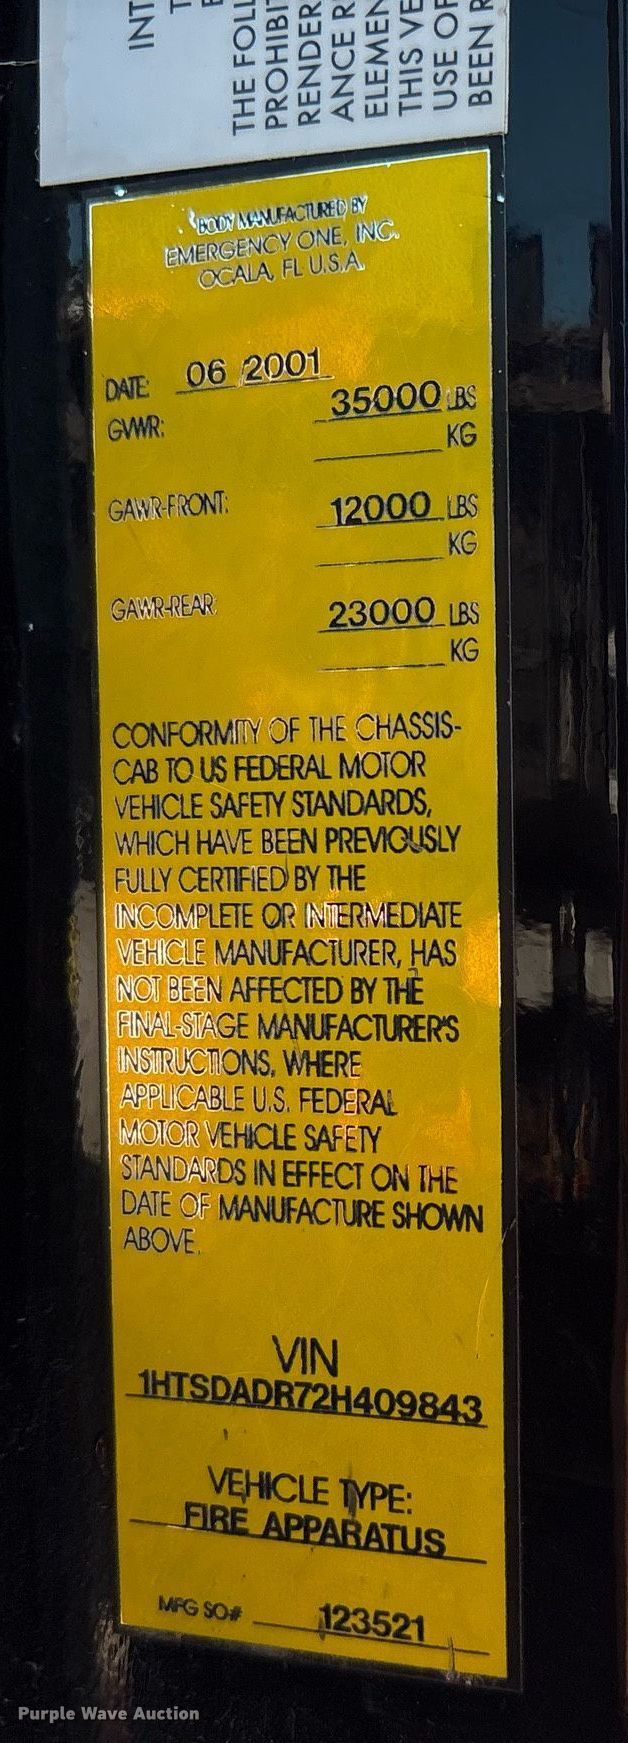 INT
T
THE FOLL
PROHIBIT
RENDER
ANCE R
ELEMEN
THIS VE
USE OF
BEEN R
BODY MANUFACTURED BY
EMERGENCY ONE, INC.
OCALA, FL U.S.A.
DATE: 06 2001
GVWR: 35000 LBS
KG
GAWR-FRONT: 12000 LBS
KG
GAWR-REAR: 23000 LBS
KG
CONFORMITY OF THE CHASSIS-
CAB TO US FEDERAL MOTOR
VEHICLE SAFETY STANDARDS,
WHICH HAVE BEEN PREVIOUSLY
FULLY CERTIFIED BY THE
INCOMPLETE OR INTERMEDIATE
VEHICLE MANUFACTURER, HAS
NOT BEEN AFFECTED BY THE
FINAL-STAGE MANUFACTURER'S
INSTRUCTIONS, WHERE
APPLICABLE U.S. FEDERAL
MOTOR VEHICLE SAFETY
STANDARDS IN EFFECT ON THE
DATE OF MANUFACTURE SHOWN
ABOVE.
VIN
1HTSDADR72H409843
VEHICLE TYPE:
FIRE APPARATUS
MFG SO# 123521
Purple Wave Auction